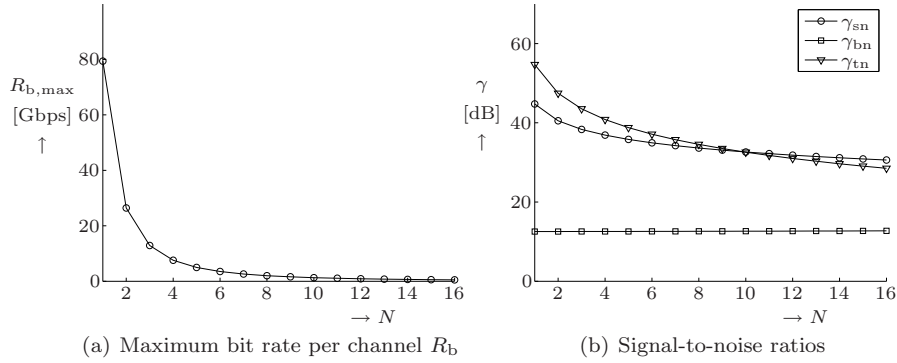 R_b,max
[Gbps]
↑
80
60
40
20
0
2 4 6 8 10 12 14 16
→ N
(a) Maximum bit rate per channel R_b
γ
[dB]
↑
60
40
20
0
2 4 6 8 10 12 14 16
→ N
γ_sn
γ_bn
γ_tn
(b) Signal-to-noise ratios